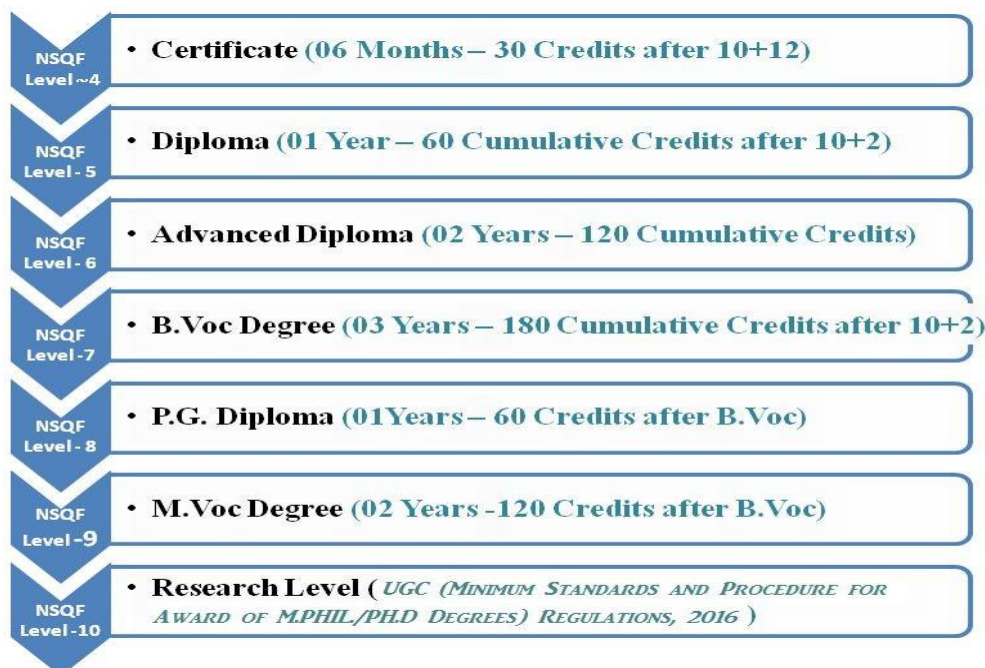 NSQF
Level~4
• Certificate (06 Months – 30 Credits after 10+12)
NSQF
Level-5
• Diploma (01 Year – 60 Cumulative Credits after 10+2)
NSQF
Level-6
• Advanced Diploma (02 Years – 120 Cumulative Credits)
NSQF
Level-7
• B.Voc Degree (03 Years – 180 Cumulative Credits after 10+2)
NSQF
Level-8
• P.G. Diploma (01Years – 60 Credits after B.Voc)
NSQF
Level-9
• M.Voc Degree (02 Years -120 Credits after B.Voc)
NSQF
Level-10
• Research Level ( UGC (MINIMUM STANDARDS AND PROCEDURE FOR
AWARD OF M.PHIL./PH.D DEGREES) REGULATIONS, 2016 )